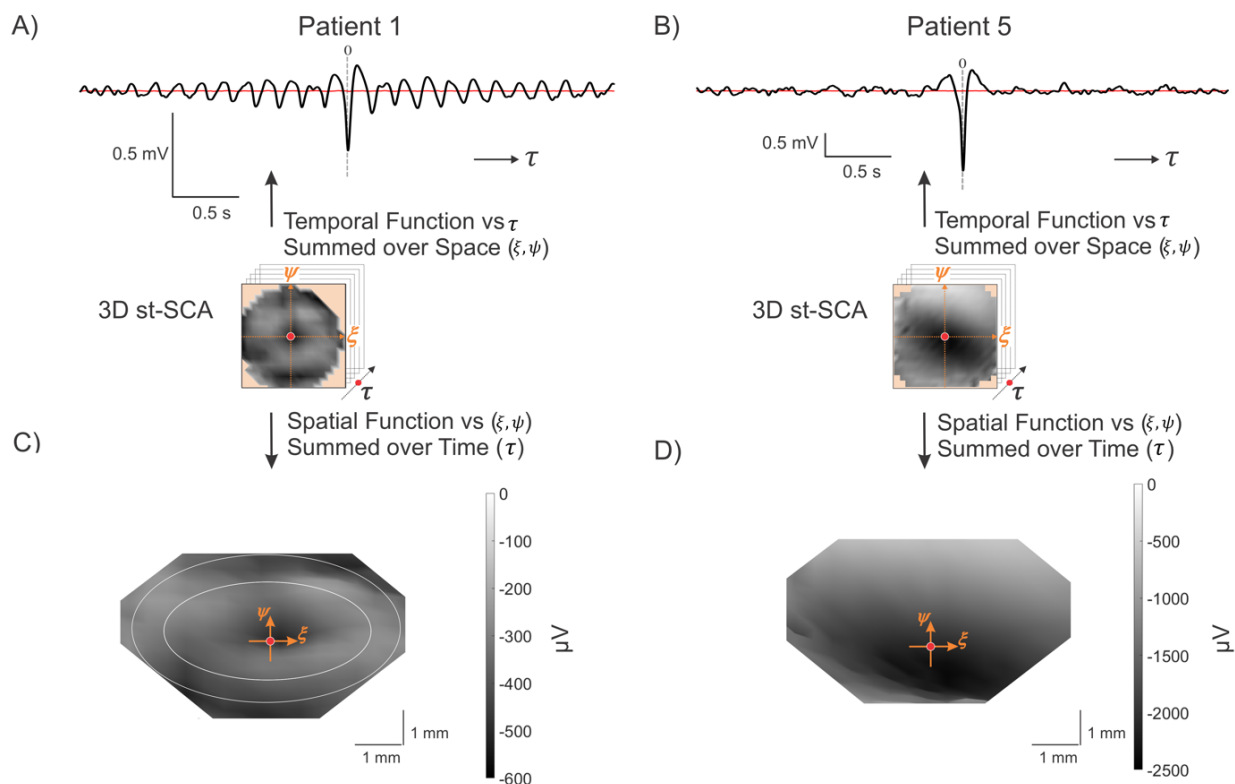 A)
Patient 1
B)
Patient 5
0
0
0.5 mV
0.5 s
τ
0.5 mV
0.5 s
τ
Temporal Function vs τ
Summed over Space (ξ, ψ)
Temporal Function vs τ
Summed over Space (ξ, ψ)
3D st-SCA
ψ
ξ
τ
3D st-SCA
ψ
ξ
τ
Spatial Function vs (ξ, ψ)
Summed over Time (τ)
Spatial Function vs (ξ, ψ)
Summed over Time (τ)
C)
D)
ψ
ξ
0
-100
-200
-300
-400
-500
-600
µV
1 mm
1 mm
ψ
ξ
0
-500
-1000
-1500
-2000
-2500
µV
1 mm
1 mm